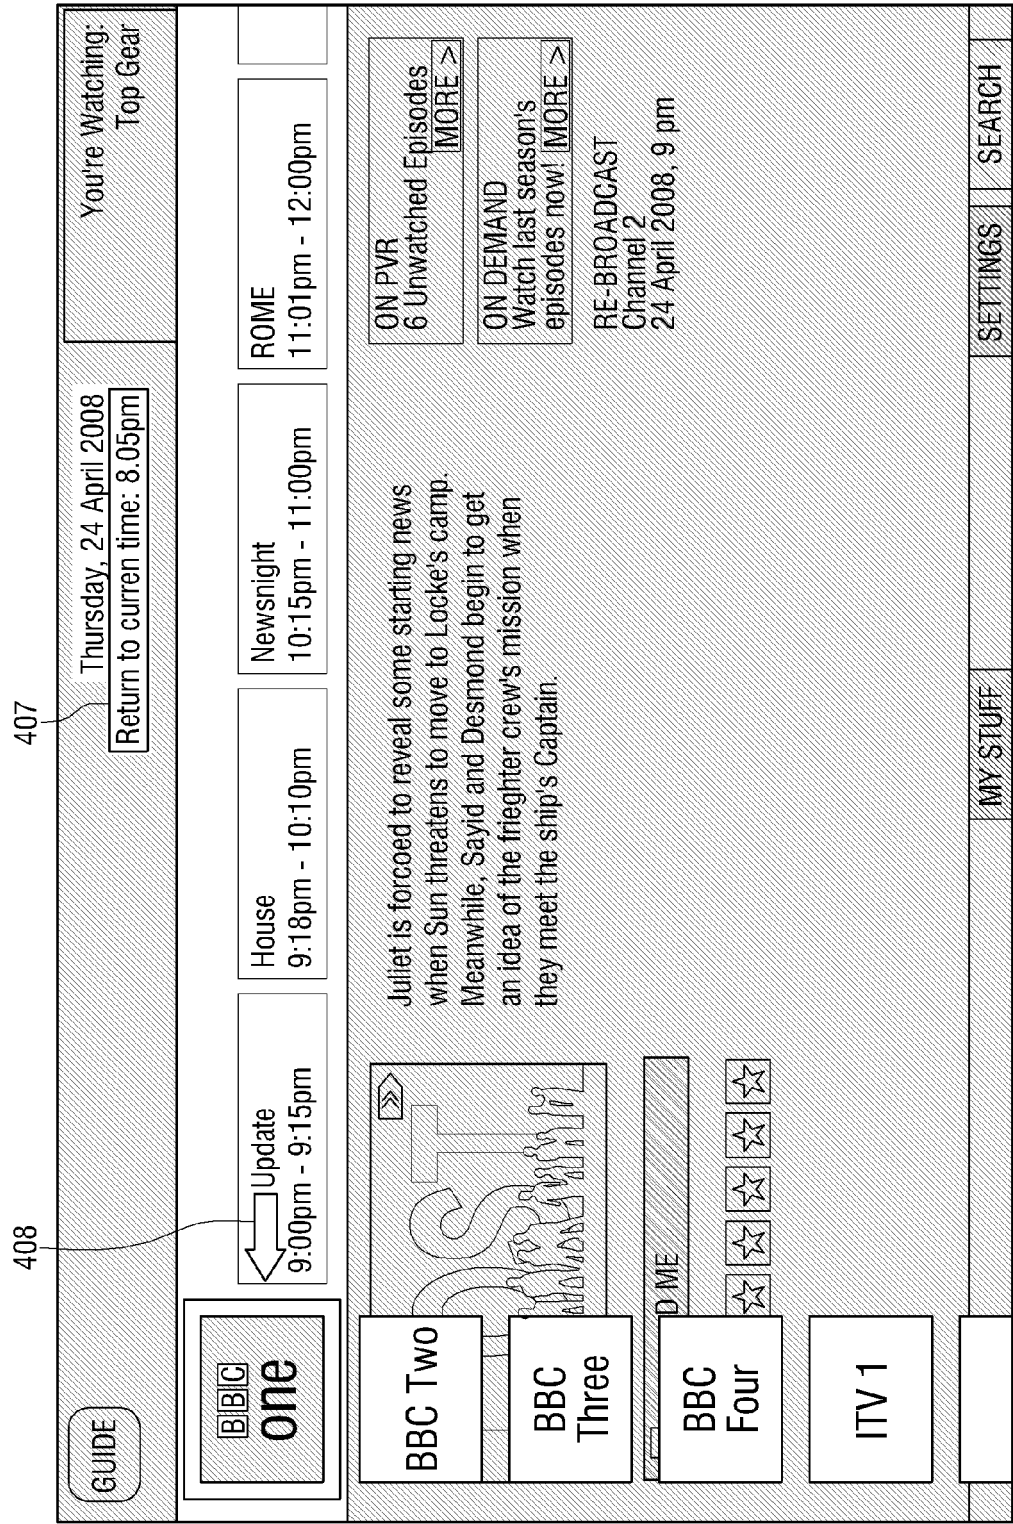 407
408
GUIDE
Thursday, 24 April 2008
Return to curren time: 8.05pm
You're Watching:
Top Gear
BBC
one
Update
9:00pm - 9:15pm
House
9:18pm - 10:10pm
Newsnight
10:15pm - 11:00pm
ROME
11:01pm - 12:00pm
BBC Two
BBC
Three
BBC
Four
ITV 1
OST
D ME
Juliet is forcoed to reveal some starting news
when Sun threatens to move to Locke's camp.
Meanwhile, Sayid and Desmond begin to get
an idea of the frieghter crew's mission when
they meet the ship's Captain.
ON PVR
6 Unwatched Episodes
MORE >
ON DEMAND
Watch last season's
episodes now! MORE >
RE-BROADCAST
Channel 2
24 April 2008, 9 pm
MY STUFF
SETTINGS
SEARCH